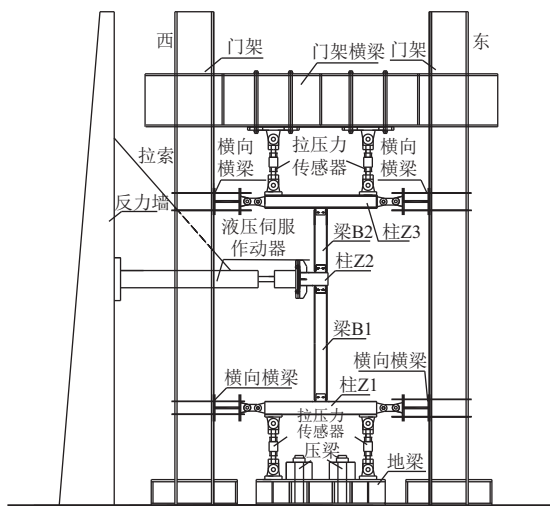 西
门架
门架横梁
门架
东
拉索
横向
横梁
拉压力
传感器
横向
横梁
反力墙
液压伺服
作动器
梁B2
柱Z3
柱Z2
梁B1
横向横梁
横向横梁
柱Z1
拉压力
传感器
压梁
地梁